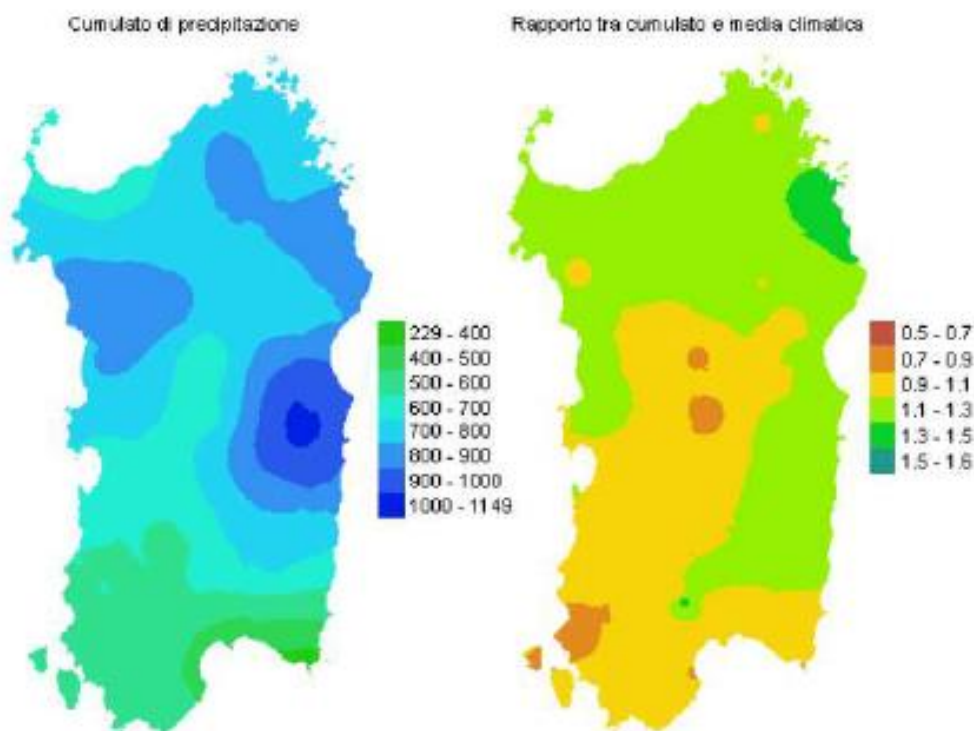 Cumulato di precipitazione
Rapporto tra cumulato e media climatica
229 - 400
400 - 500
500 - 600
600 - 700
700 - 800
800 - 900
900 - 1000
1000 - 1149
0.5 - 0.7
0.7 - 0.9
0.9 - 1.1
1.1 - 1.3
1.3 - 1.5
1.5 - 1.6